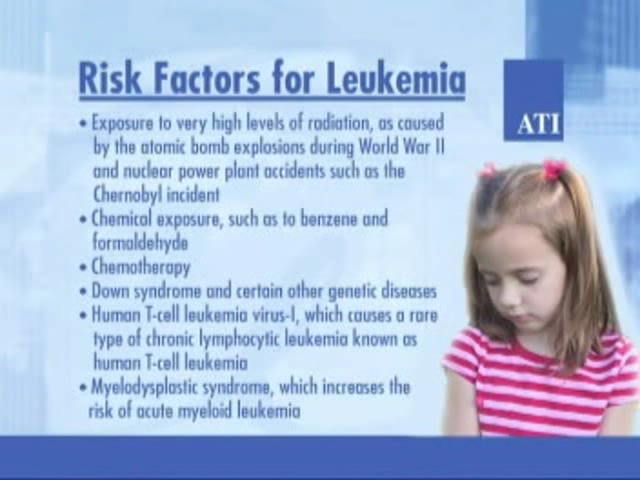 Risk Factors for Leukemia
ATI
• Exposure to very high levels of radiation, as caused
by the atomic bomb explosions during World War II
and nuclear power plant accidents such as the
Chernobyl incident
• Chemical exposure, such as to benzene and
formaldehyde
• Chemotherapy
• Down syndrome and certain other genetic diseases
• Human T-cell leukemia virus-I, which causes a rare
type of chronic lymphocytic leukemia known as
human T-cell leukemia
• Myelodysplastic syndrome, which increases the
risk of acute myeloid leukemia